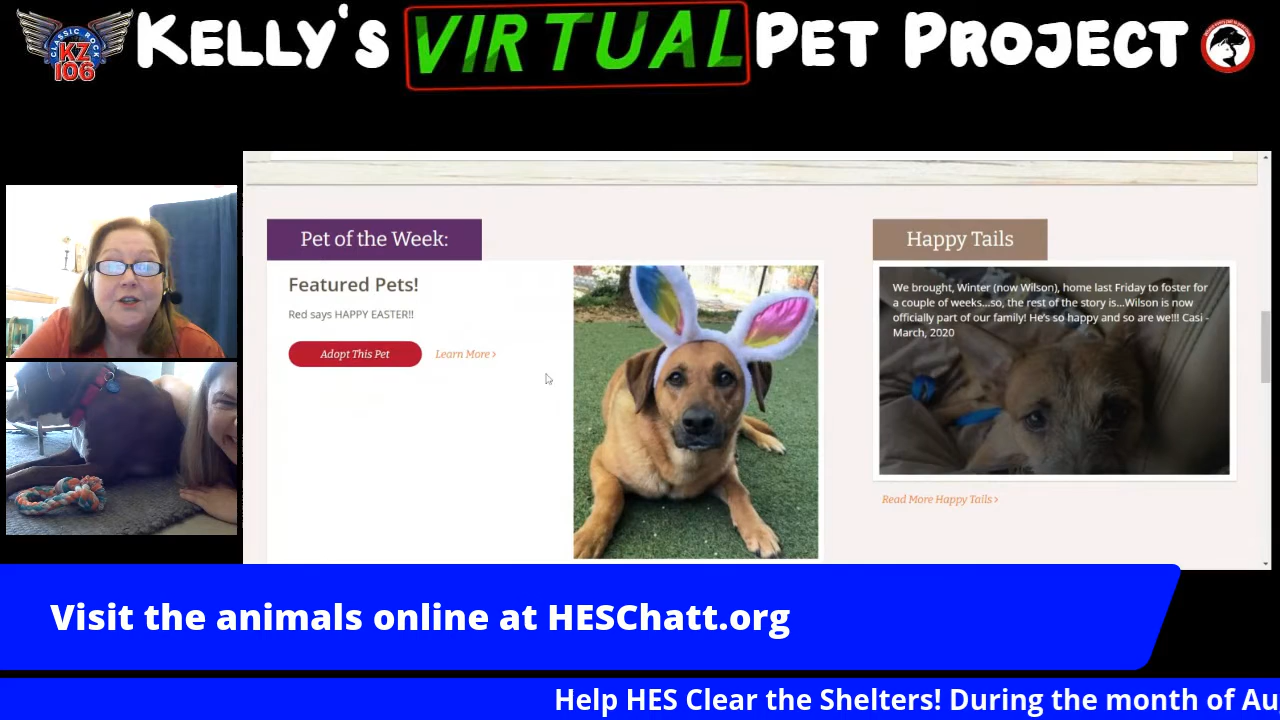 CLASSIC ROCK
KZ
106
KELLY'S VIRTUAL PET PROJECT
Pet of the Week:
Happy Tails
Featured Pets!
Red says HAPPY EASTER!!
Adopt This Pet
Learn More >
We brought, Winter (now Wilson), home last Friday to foster for
a couple of weeks...so, the rest of the story is...Wilson is now
officially part of our family! He's so happy and so are we!!! Casi -
March, 2020
Read More Happy Tails >
Visit the animals online at HESChatt.org
Help HES Clear the Shelters! During the month of Au